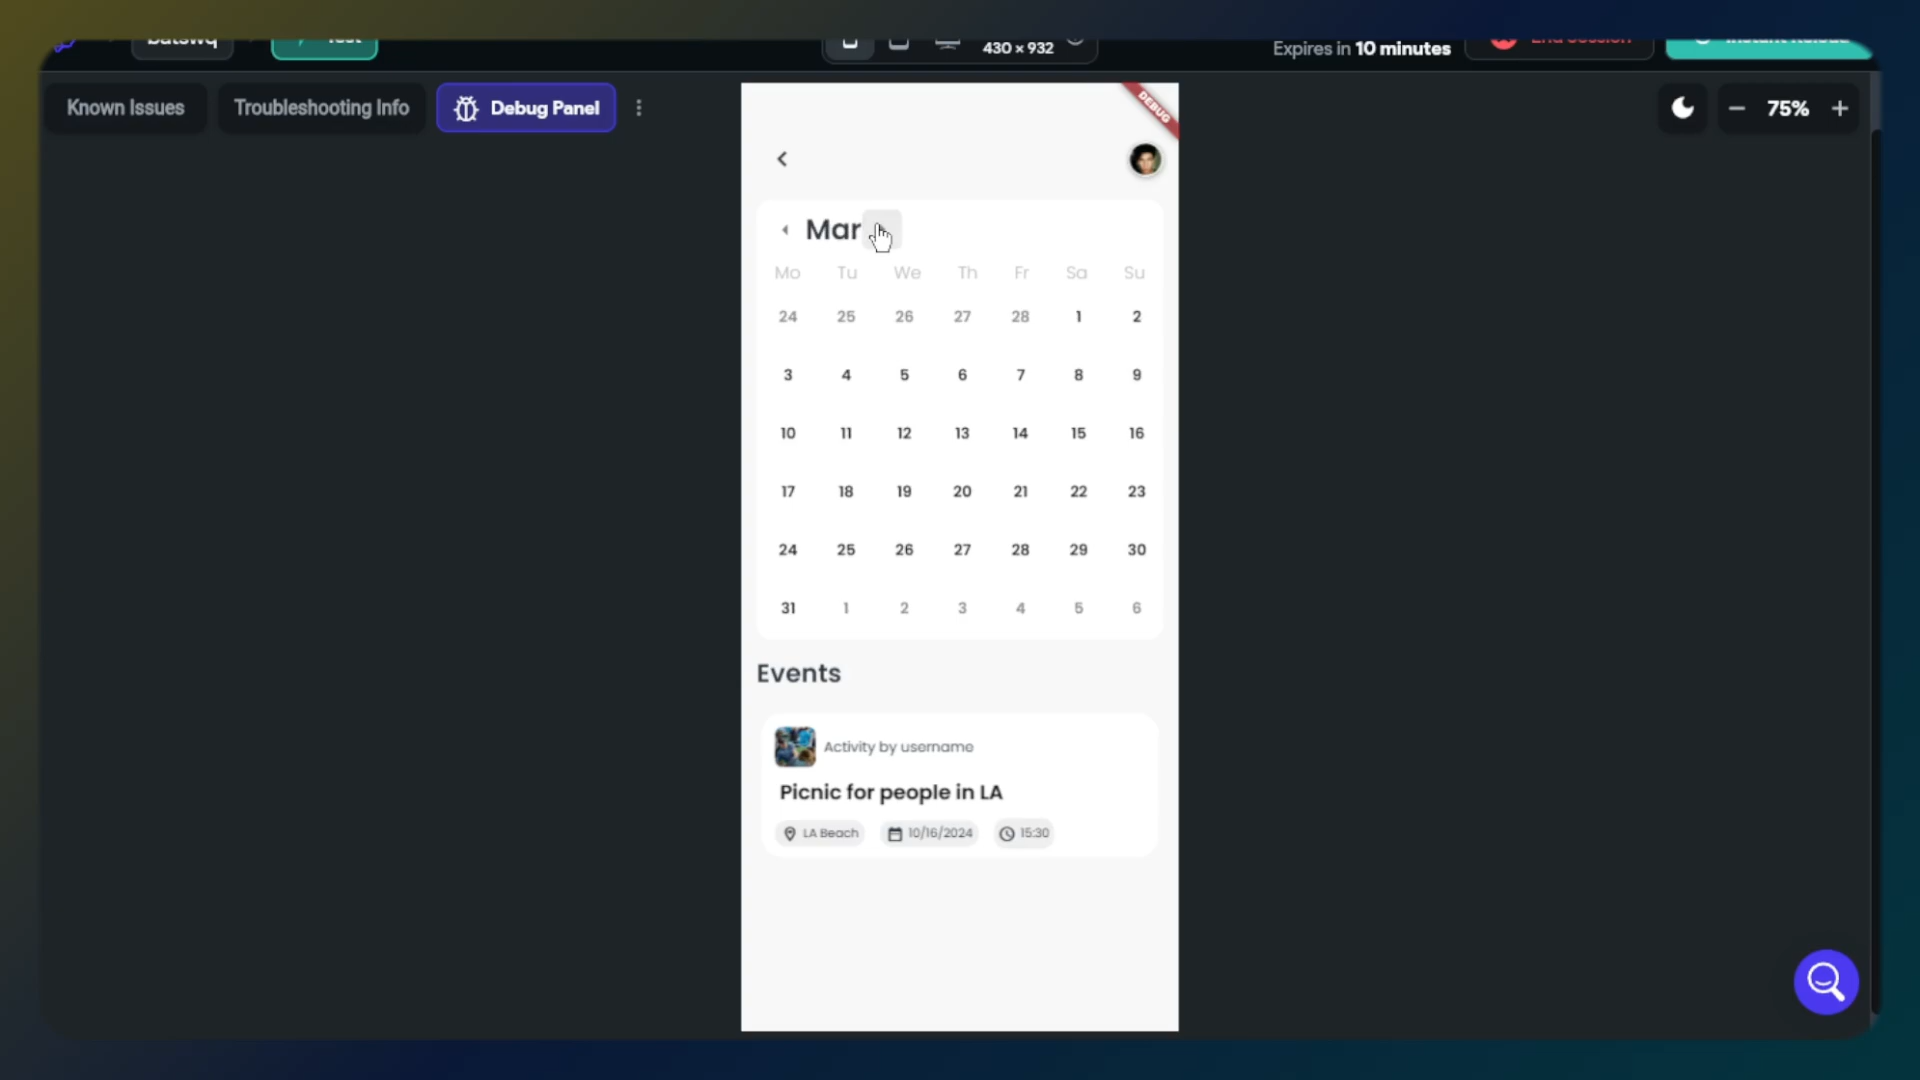 430 × 932
Expires in 10 minutes
Known Issues
Troubleshooting Info
Debug Panel
75%
DEBUG
Mar
Mo Tu We Th Fr Sa Su
24 25 26 27 28 1 2
3 4 5 6 7 8 9
10 11 12 13 14 15 16
17 18 19 20 21 22 23
24 25 26 27 28 29 30
31 1 2 3 4 5 6
Events
Activity by username
Picnic for people in LA
LA Beach 10/16/2024 15:30